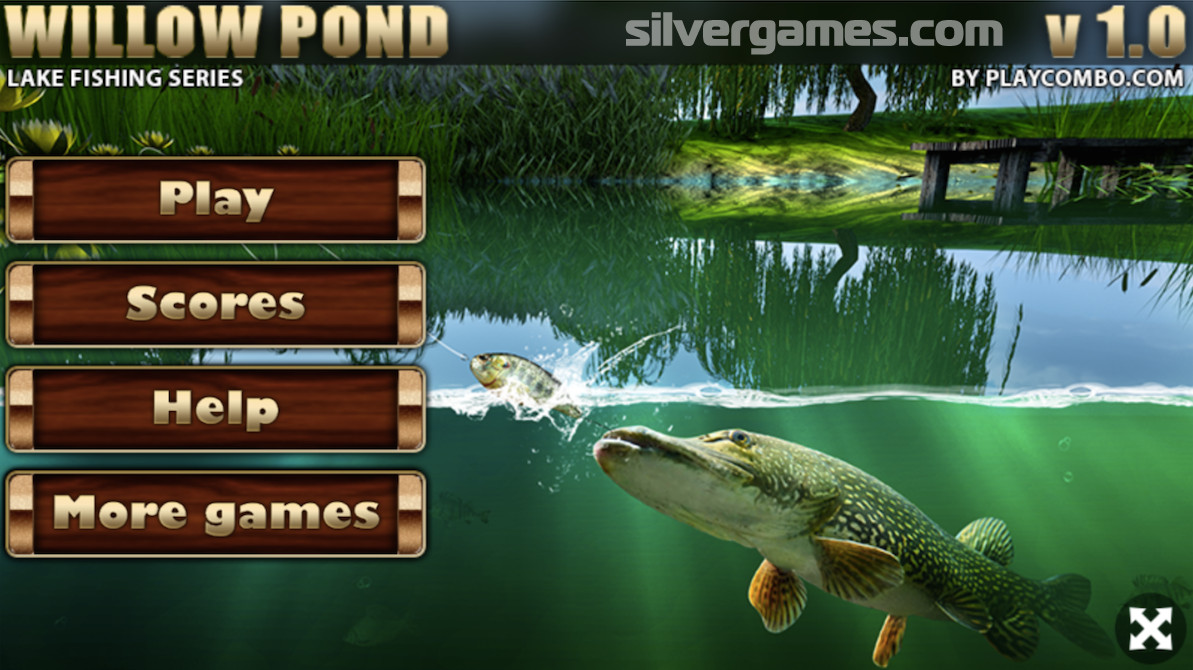 WILLOW POND
silvergames.com
v 1.0
LAKE FISHING SERIES
BY PLAYCOMBO.COM
Play
Scores
Help
More games